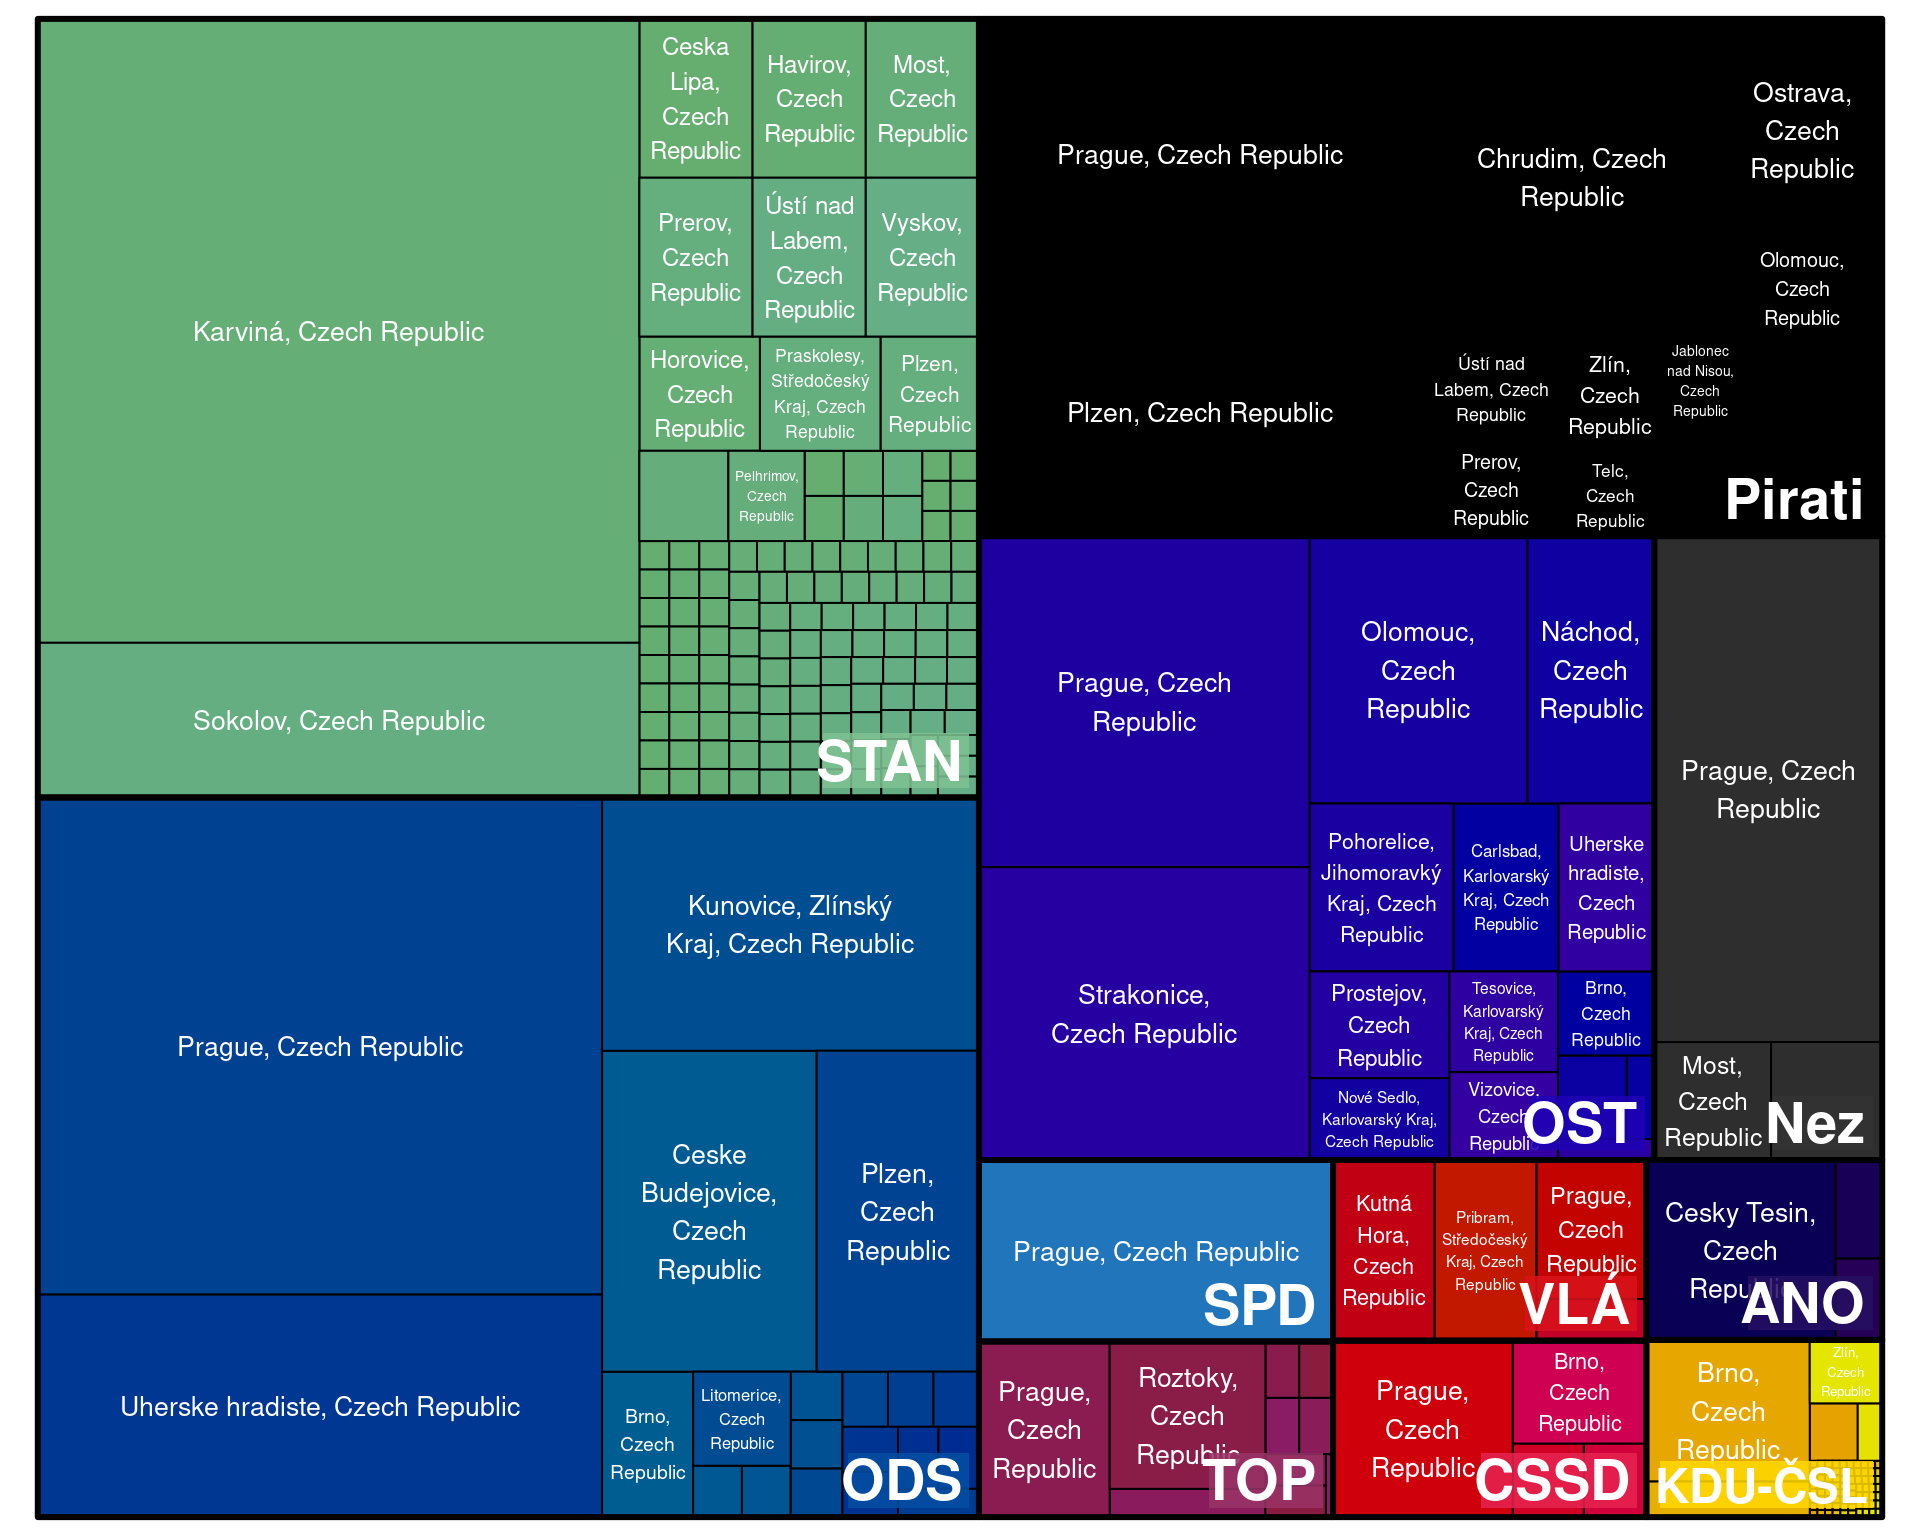 Karviná, Czech Republic
Sokolov, Czech Republic
Ceska
Lipa,
Czech
Republic
Havirov,
Czech
Republic
Most,
Czech
Republic
Prerov,
Czech
Republic
Ústí nad
Labem,
Czech
Republic
Vyskov,
Czech
Republic
Horovice,
Czech
Republic
Praskolesy,
Středočeský
Kraj, Czech
Republic
Plzen,
Czech
Republic
Pelhrimov,
Czech
Republic
STAN
Prague, Czech Republic
Uherske hradiste, Czech Republic
Kunovice, Zlínský
Kraj, Czech Republic
Ceske
Budejovice,
Czech
Republic
Plzen,
Czech
Republic
Brno,
Czech
Republic
Litomerice,
Czech
Republic
ODS
Prague, Czech Republic
Plzen, Czech Republic
Chrudim, Czech
Republic
Ostrava,
Czech
Republic
Olomouc,
Czech
Republic
Ústí nad
Labem, Czech
Republic
Zlín,
Czech
Republic
Jablonec
nad Nisou,
Czech
Republic
Prerov,
Czech
Republic
Telc,
Czech
Republic
Pirati
Prague, Czech
Republic
Strakonice,
Czech Republic
Olomouc,
Czech
Republic
Náchod,
Czech
Republic
Pohorelice,
Jihomoravký
Kraj, Czech
Republic
Carlsbad,
Karlovarský
Kraj, Czech
Republic
Uherske
hradiste,
Czech
Republic
Prostejov,
Czech
Republic
Tesovice,
Karlovarský
Kraj, Czech
Republic
Brno,
Czech
Republic
Nové Sedlo,
Karlovarský Kraj,
Czech Republic
Vizovice,
Czech
Republic
OST
Prague, Czech
Republic
Most,
Czech
Republic
Nez
Prague, Czech Republic
SPD
Kutná
Hora,
Czech
Republic
Pribram,
Středočeský
Kraj, Czech
Republic
Prague,
Czech
Republic
VLÁ
Cesky Tesin,
Czech
Republic
ANO
Prague,
Czech
Republic
Roztoky,
Czech
Republic
TOP
Prague,
Czech
Republic
Brno,
Czech
Republic
CSSD
Brno,
Czech
Republic
Zlín,
Czech
Republic
KDU-ČSL